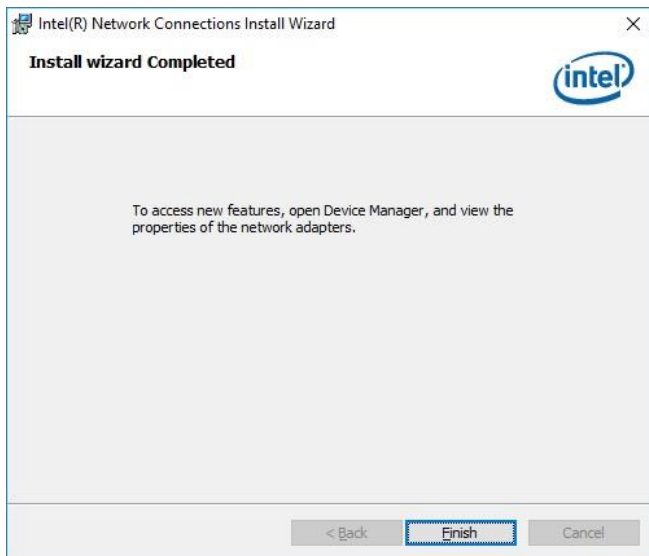 Intel(R) Network Connections Install Wizard
Install wizard Completed
intel
To access new features, open Device Manager, and view the
properties of the network adapters.
< Back
Finish
Cancel